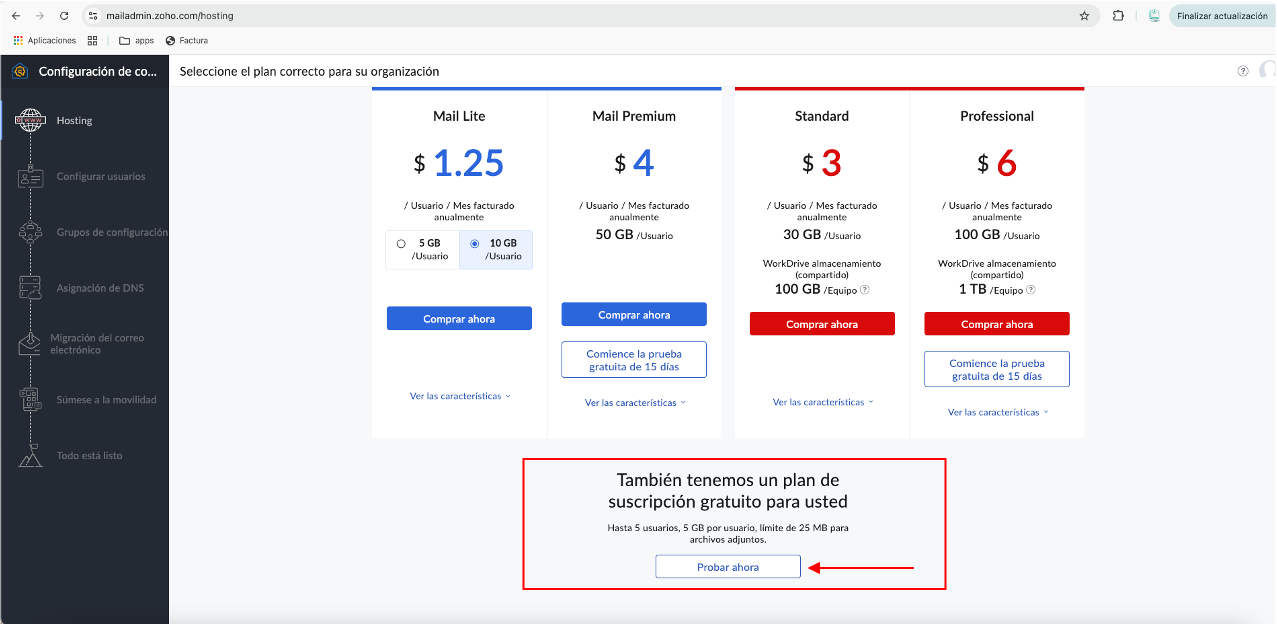 mailadmin.zoho.com/hosting
Finalizar actualización
Aplicaciones
apps
Factura
Configuración de co...
Seleccione el plan correcto para su organización
Hosting
Configurar usuarios
Grupos de configuración
Asignación de DNS
Migración del correo
electrónico
Súmese a la movilidad
Todo está listo
Mail Lite
$ 1.25
/ Usuario / Mes facturado
anualmente
5 GB
/Usuario
10 GB
/Usuario
Comprar ahora
Ver las características
Mail Premium
$ 4
/ Usuario / Mes facturado
anualmente
50 GB /Usuario
Comprar ahora
Comience la prueba
gratuita de 15 días
Ver las características
Standard
$ 3
/ Usuario / Mes facturado
anualmente
30 GB /Usuario
WorkDrive almacenamiento
(compartido)
100 GB /Equipo ?
Comprar ahora
Ver las características
Professional
$ 6
/ Usuario / Mes facturado
anualmente
100 GB /Usuario
WorkDrive almacenamiento
(compartido)
1 TB /Equipo ?
Comprar ahora
Comience la prueba
gratuita de 15 días
Ver las características
También tenemos un plan de
suscripción gratuito para usted
Hasta 5 usuarios, 5 GB por usuario, límite de 25 MB para
archivos adjuntos.
Probar ahora